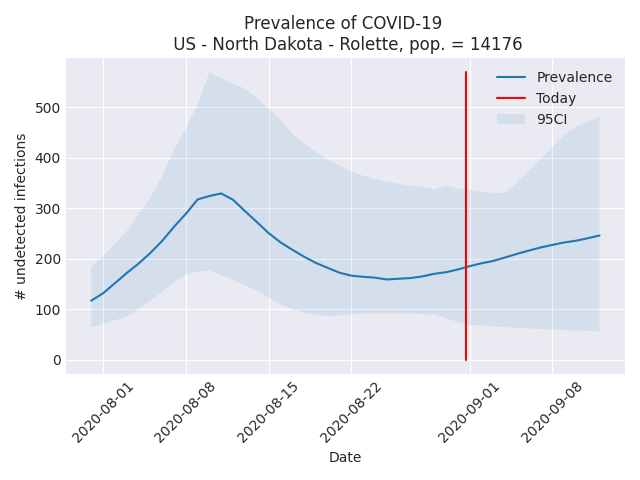 Prevalence of COVID-19
US - North Dakota - Rolette, pop. = 14176
Prevalence
Today
95CI
# undetected infections
500
400
300
200
100
0
2020-08-01
2020-08-08
2020-08-15
2020-08-22
2020-09-01
2020-09-08
Date